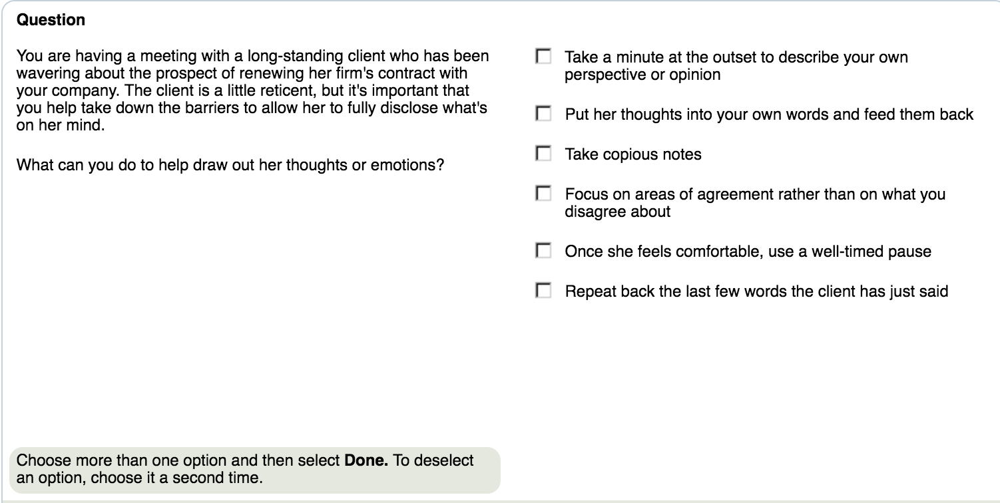 Question
You are having a meeting with a long-standing client who has been
wavering about the prospect of renewing her firm's contract with
your company. The client is a little reticent, but it's important that
you help take down the barriers to allow her to fully disclose what's
on her mind.
What can you do to help draw out her thoughts or emotions?
Take a minute at the outset to describe your own
perspective or opinion
Put her thoughts into your own words and feed them back
Take copious notes
Focus on areas of agreement rather than on what you
disagree about
Once she feels comfortable, use a well-timed pause
Repeat back the last few words the client has just said
Choose more than one option and then select Done. To deselect
an option, choose it a second time.